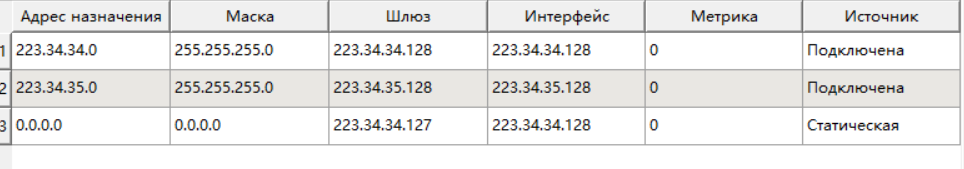 Адрес назначения Маска Шлюз Интерфейс Метрика Источник
1 223.34.34.0 255.255.255.0 223.34.34.128 223.34.34.128 0 Подключена
2 223.34.35.0 255.255.255.0 223.34.35.128 223.34.35.128 0 Подключена
3 0.0.0.0 0.0.0.0 223.34.34.127 223.34.34.128 0 Статическая